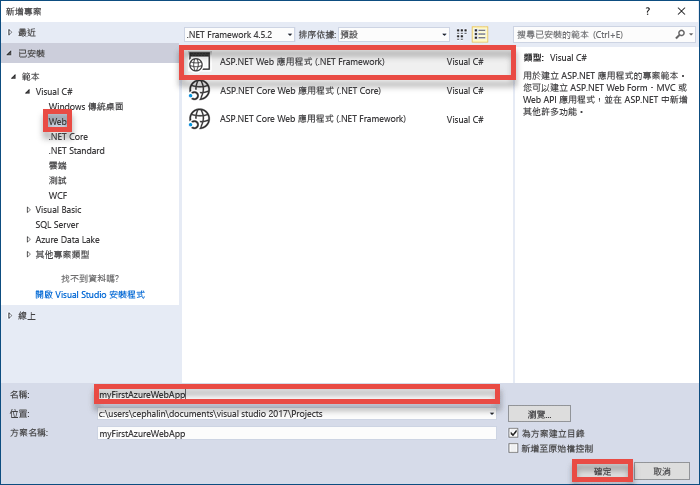 新增專案
最近
.NET Framework 4.5.2
排序依據:
預設
搜尋已安裝的範本 (Ctrl+E)
已安裝
範本
Visual C#
Windows 傳統桌面
Web
.NET Core
.NET Standard
雲端
測試
WCF
Visual Basic
SQL Server
Azure Data Lake
其他專案類型
找不到資料嗎?
開啟 Visual Studio 安裝程式
線上
ASP.NET Web 應用程式 (.NET Framework) Visual C#
ASP.NET Core Web 應用程式 (.NET Core) Visual C#
ASP.NET Core Web 應用程式 (.NET Framework) Visual C#
類型: Visual C#
用於建立 ASP.NET 應用程式的專案範本。
您可以建立 ASP.NET Web Form、MVC 或
Web API 應用程式，並在 ASP.NET 中新增
其他許多功能。
名稱: myFirstAzureWebApp
位置: c:\users\cephalin\documents\visual studio 2017\Projects
瀏覽...
方案名稱: myFirstAzureWebApp
為方案建立目錄
新增至原始檔控制
確定
取消